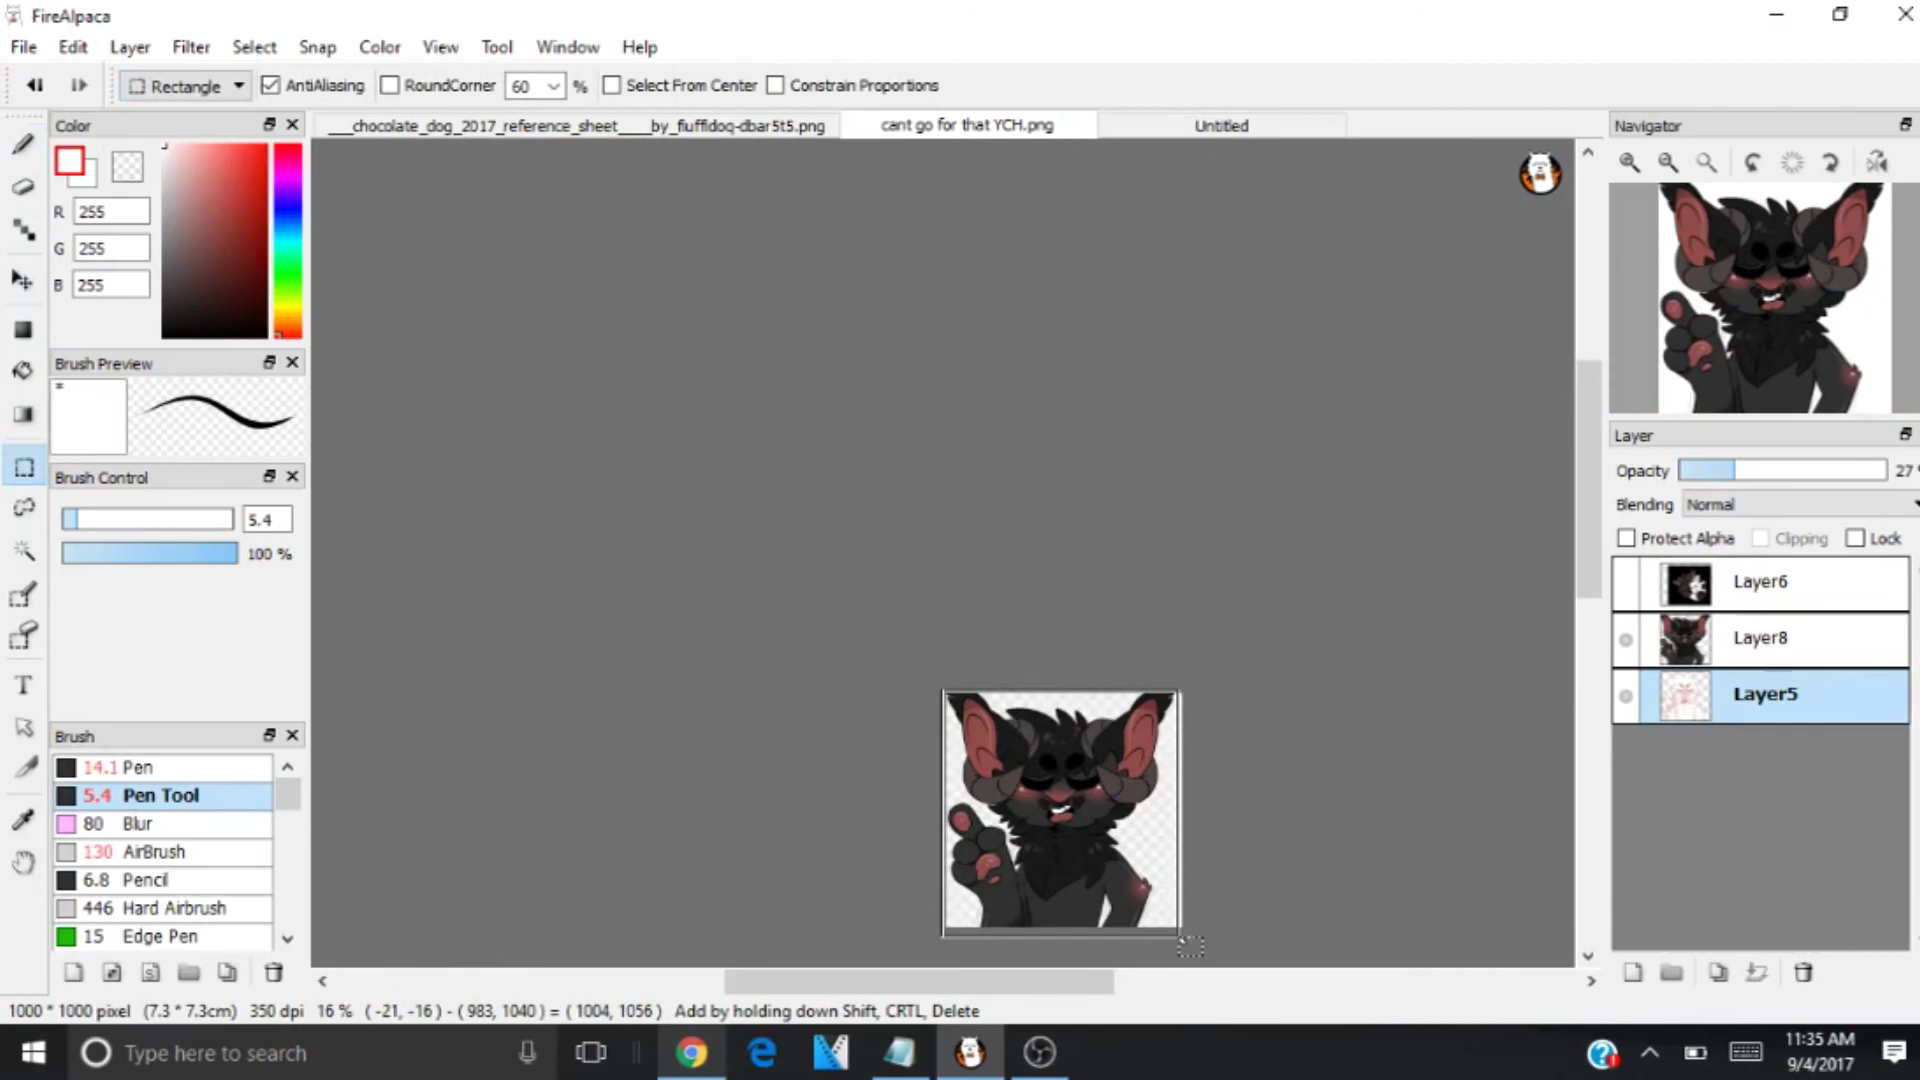 FireAlpaca
File Edit Layer Filter Select Snap Color View Tool Window Help
Rectangle AntiAliasing RoundCorner 60 % Select From Center Constrain Proportions
Color
___chocolate_dog_2017_reference_sheet____by_fluffidoq-dbar5t5.png cant go for that YCH.png Untitled
Navigator
R 255
G 255
B 255
Brush Preview
*
Brush Control
5.4
100 %
Brush
14.1 Pen
5.4 Pen Tool
80 Blur
130 AirBrush
6.8 Pencil
446 Hard Airbrush
15 Edge Pen
Layer
Opacity 27
Blending Normal
Protect Alpha Clipping Lock
Layer6
Layer8
Layer5
1000 * 1000 pixel (7.3 * 7.3cm) 350 dpi 16 % ( -21, -16 ) - ( 983, 1040 ) = ( 1004, 1056 ) Add by holding down Shift, CRTL, Delete
Type here to search
11:35 AM
9/4/2017